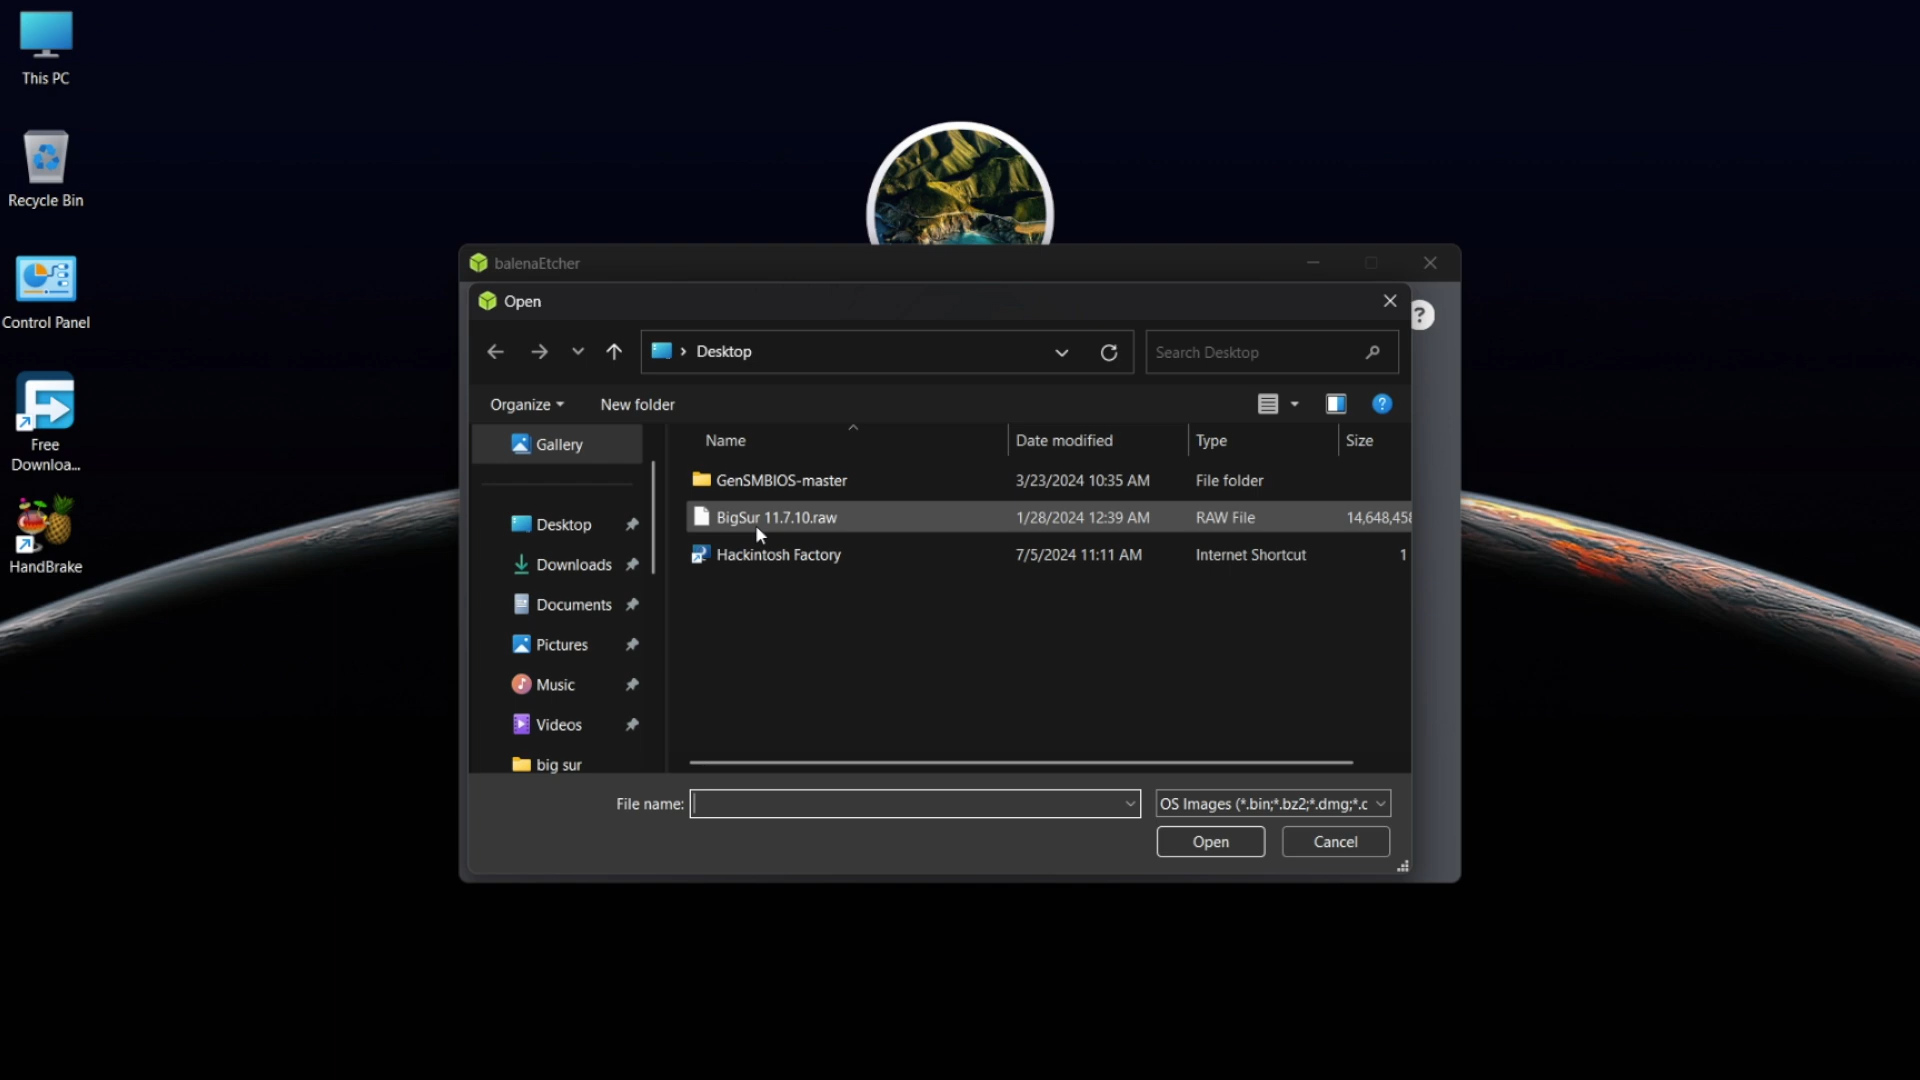 This PC
Recycle Bin
Control Panel
Free
Downloa...
HandBrake
balenaEtcher
?
Open
Desktop
Search Desktop
Organize
New folder
?
Name
Date modified
Type
Size
Gallery
Desktop
Downloads
Documents
Pictures
Music
Videos
big sur
GenSMBIOS-master 3/23/2024 10:35 AM File folder
BigSur 11.7.10.raw 1/28/2024 12:39 AM RAW File 14,648,458
Hackintosh Factory 7/5/2024 11:11 AM Internet Shortcut 1
File name:
OS Images (*.bin;*.bz2;*.dmg;*.c
Open
Cancel